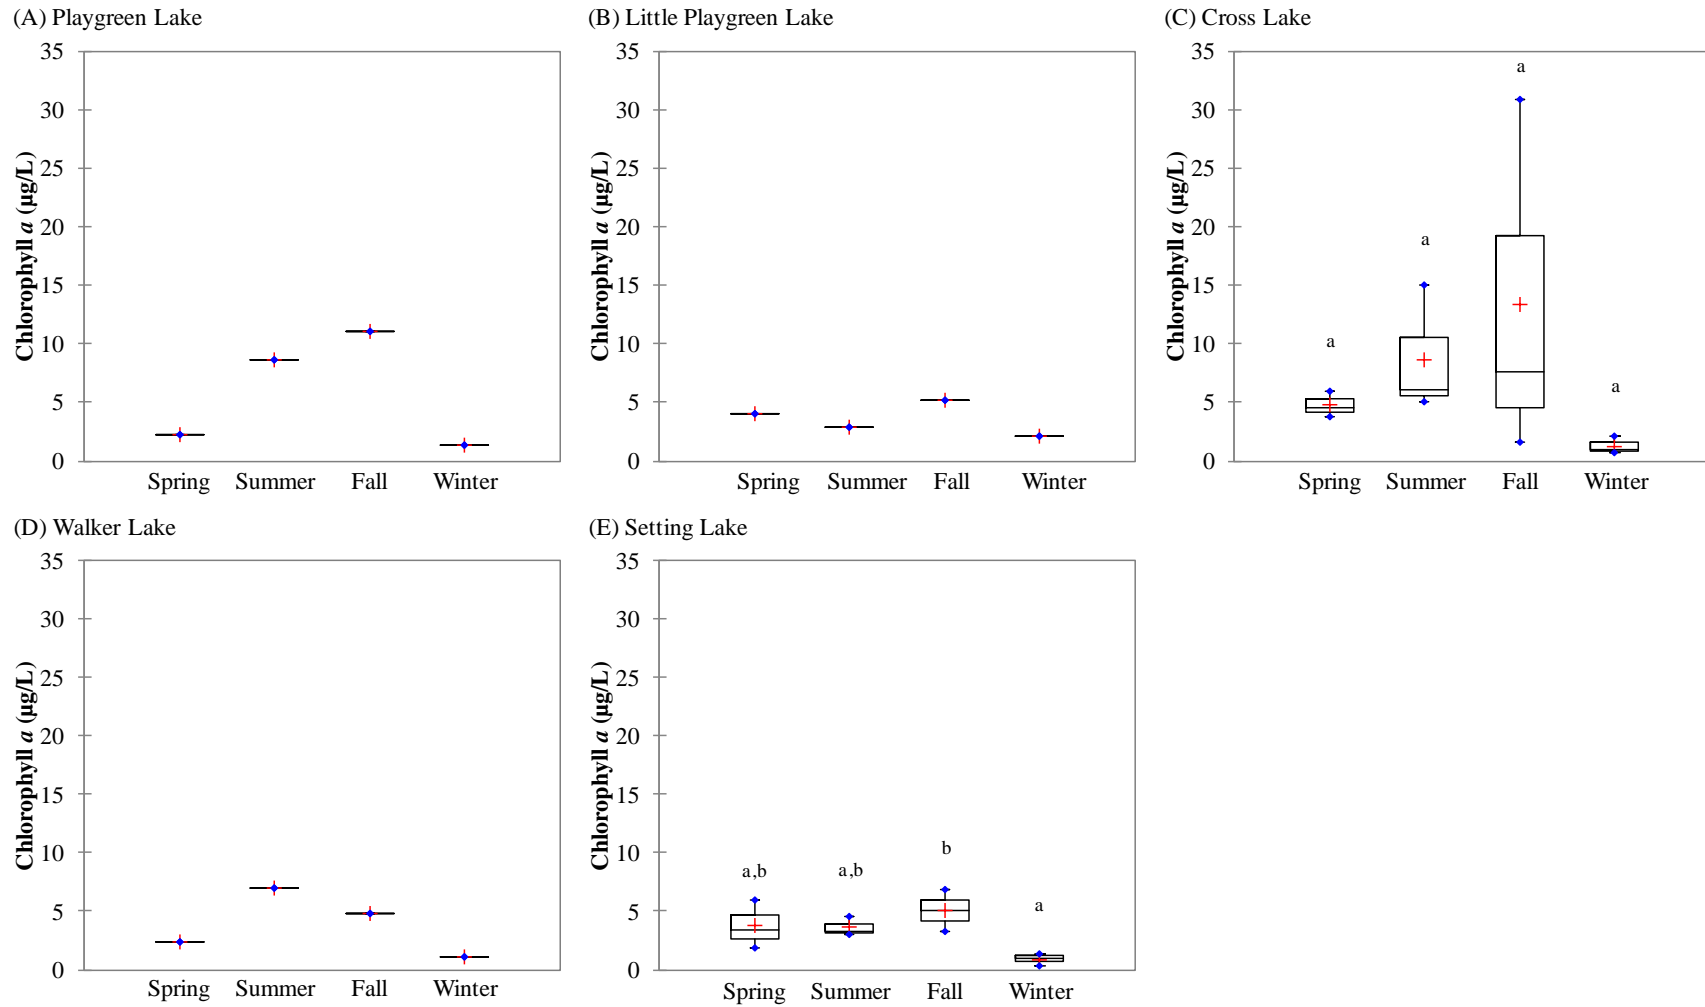 (A) Playgreen Lake
35
30
25
20
15
10
5
0
Chlorophyll a (µg/L)
Spring Summer Fall Winter
(B) Little Playgreen Lake
35
30
25
20
15
10
5
0
Chlorophyll a (µg/L)
Spring Summer Fall Winter
(C) Cross Lake
35
30
25
20
15
10
5
0
Chlorophyll a (µg/L)
a
a
a
a
Spring Summer Fall Winter
(D) Walker Lake
35
30
25
20
15
10
5
0
Chlorophyll a (µg/L)
Spring Summer Fall Winter
(E) Setting Lake
35
30
25
20
15
10
5
0
Chlorophyll a (µg/L)
a,b
a,b
b
a
Spring Summer Fall Winter